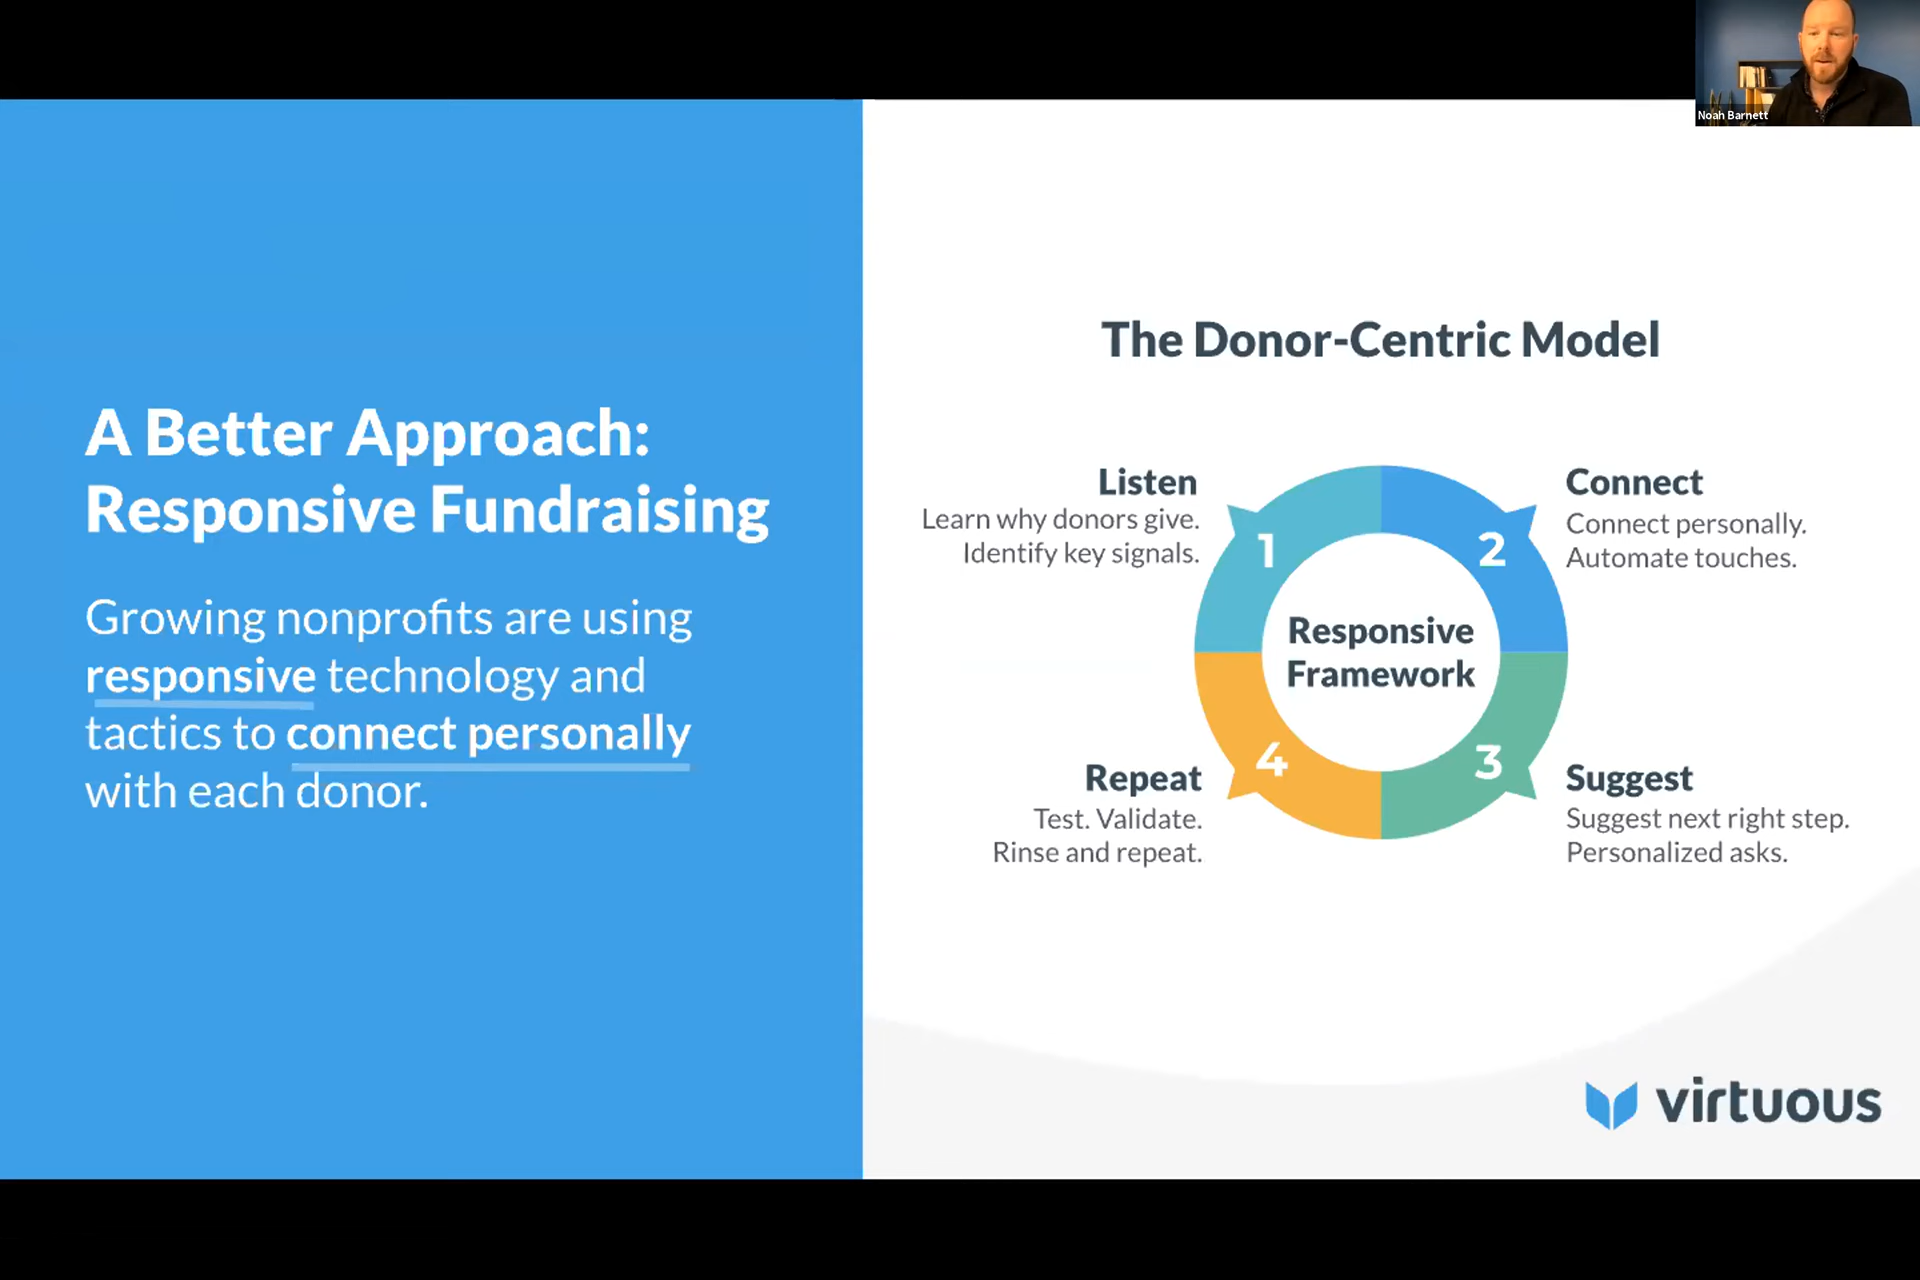 Noah Barnett
A Better Approach:
Responsive Fundraising
Growing nonprofits are using
responsive technology and
tactics to connect personally
with each donor.
The Donor-Centric Model
Listen
Learn why donors give.
Identify key signals.
1
2
Connect
Connect personally.
Automate touches.
Responsive
Framework
Repeat
Test. Validate.
Rinse and repeat.
4
3
Suggest
Suggest next right step.
Personalized asks.
virtuous